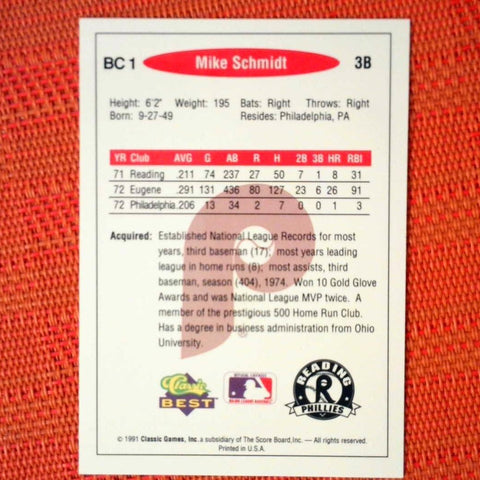 BC 1 Mike Schmidt 3B
Height: 6'2" Weight: 195 Bats: Right Throws: Right
Born: 9-27-49 Resides: Philadelphia, PA
YR Club AVG G AB R H 2B 3B HR RBI
71 Reading .211 74 237 27 50 7 1 8 31
72 Eugene .291 131 436 80 127 23 6 26 91
72 Philadelphia .206 13 34 2 7 0 0 1 3
Acquired: Established National League Records for most
years, third baseman (17); most years leading
league in home runs (8); most assists, third
baseman, season (404), 1974. Won 10 Gold Glove
Awards and was National League MVP twice. A
member of the prestigious 500 Home Run Club.
Has a degree in business administration from Ohio
University.
Classic
BEST
MAJOR LEAGUE BASEBALL
READING
R
PHILLIES
© 1991 Classic Games, Inc. a subsidiary of The Score Board, Inc. — All rights reserved.
Printed in U.S.A.